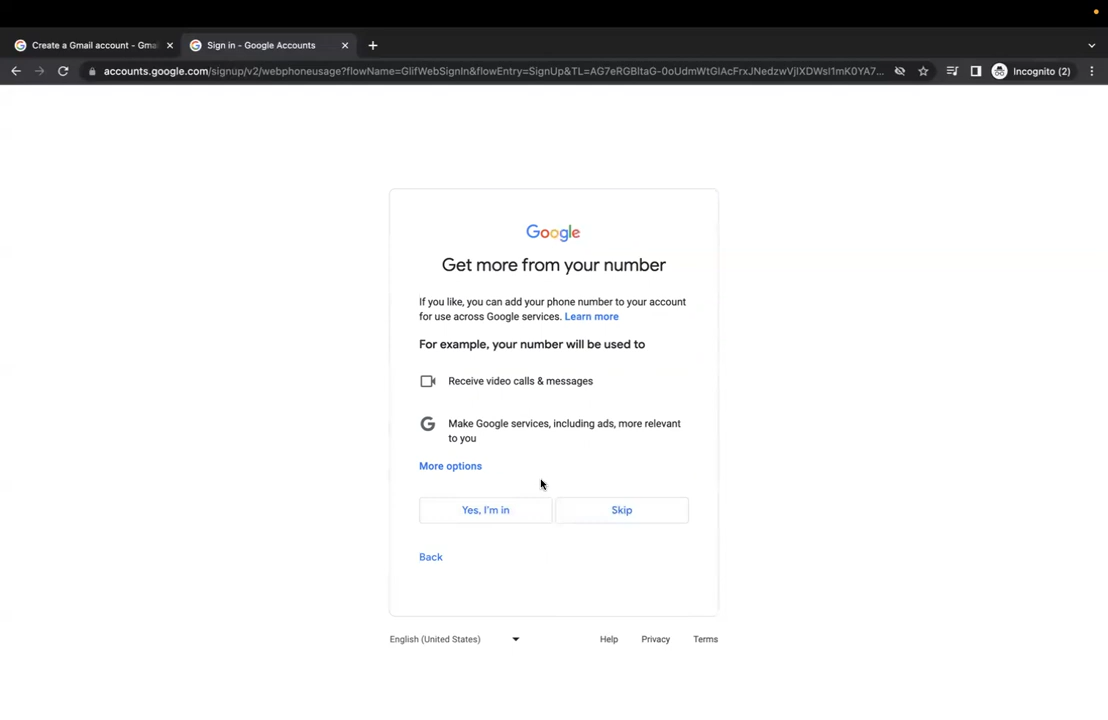 Create a Gmail account - Gma
Sign in - Google Accounts
accounts.google.com/signup/v2/webphoneusage?flowName=GlifWebSignIn&flowEntry=SignUp&TL=AG7eRGBItaG-0oUdmWtGIAcFrxJNedzwVjIXDWsI1mK0YA7...
Incognito (2)
Google
Get more from your number
If you like, you can add your phone number to your account
for use across Google services. Learn more
For example, your number will be used to
Receive video calls & messages
G
Make Google services, including ads, more relevant
to you
More options
Yes, I'm in
Skip
Back
English (United States)
Help
Privacy
Terms